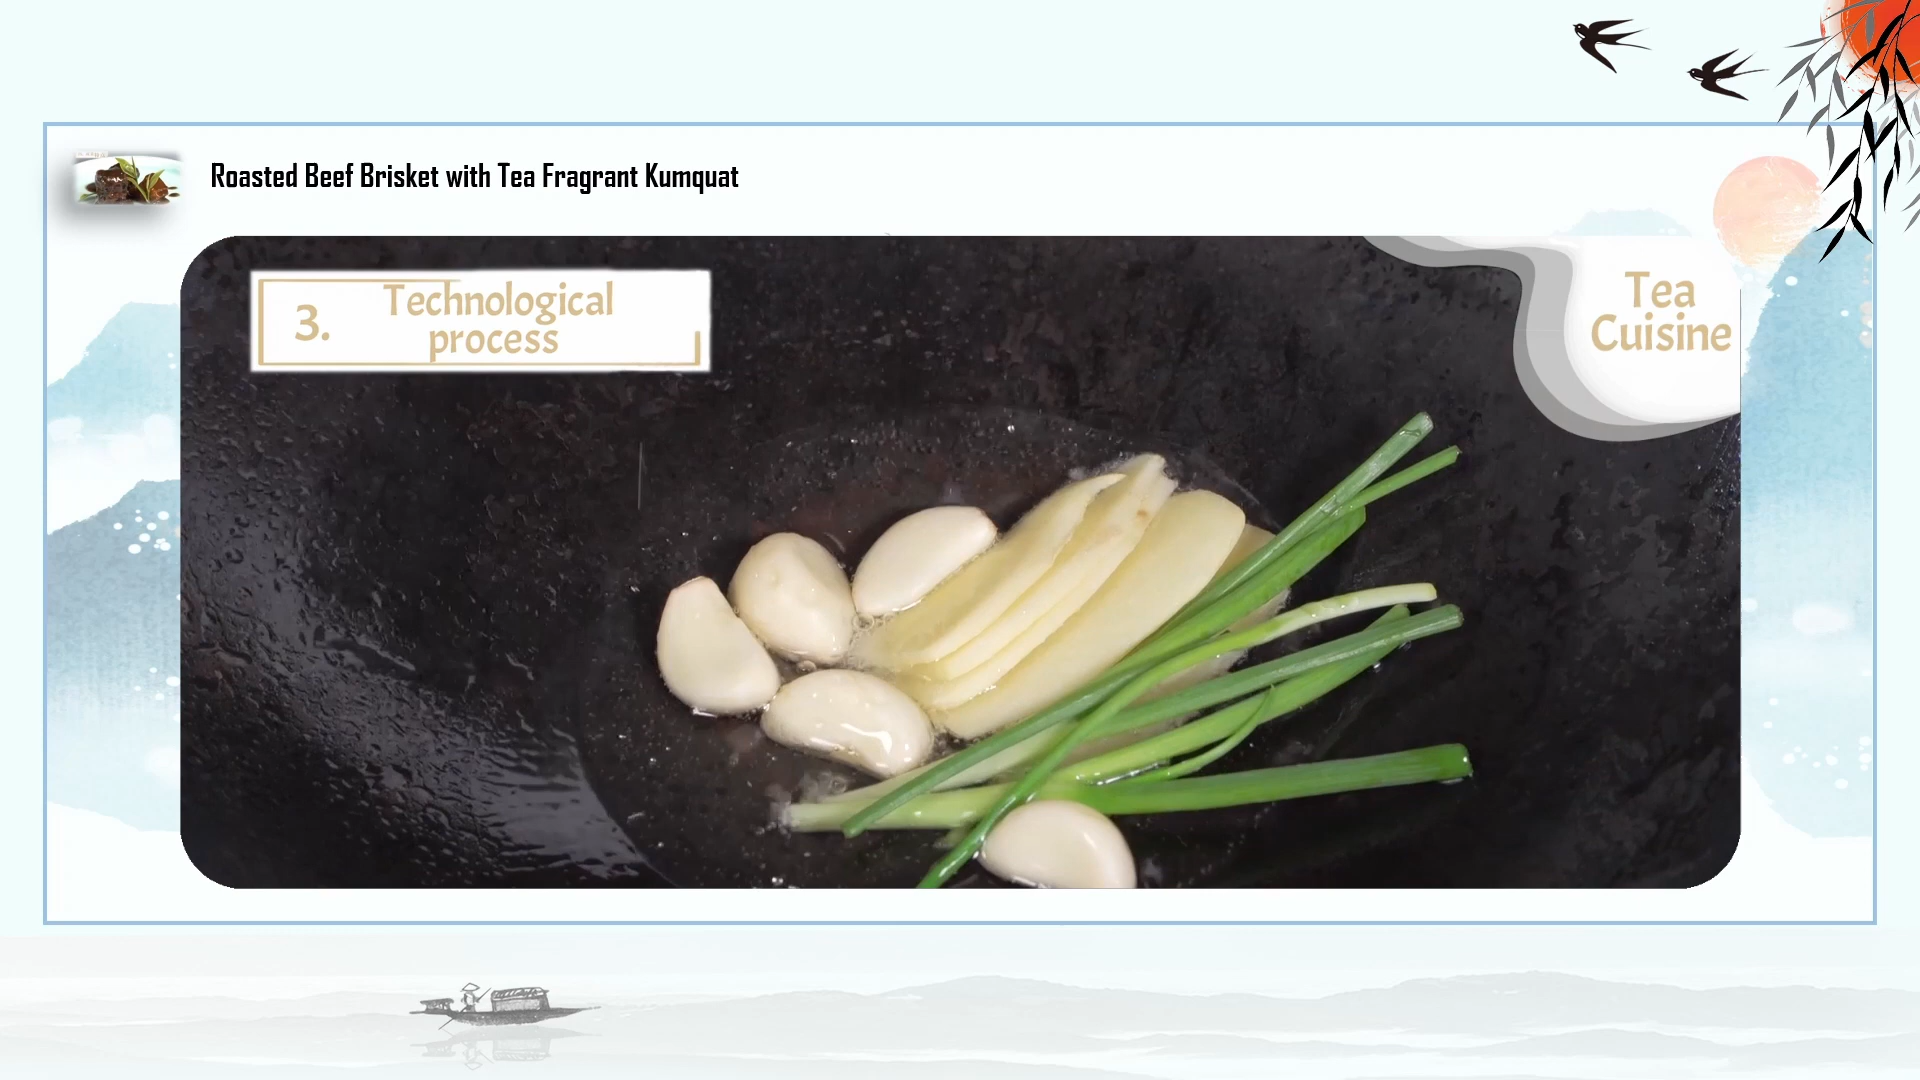 Roasted Beef Brisket with Tea Fragrant Kumquat
3.
Technological
process
Tea
Cuisine